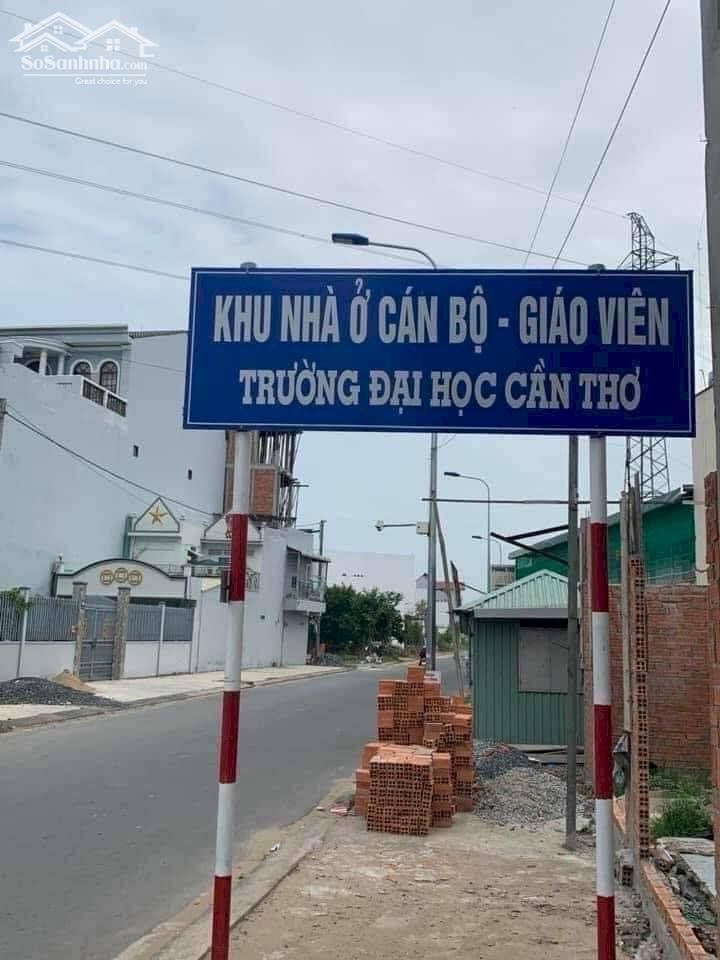 SoSanhnha.com
Great choice for you
KHU NHÀ Ở CÁN BỘ - GIÁO VIÊN
TRƯỜNG ĐẠI HỌC CẦN THƠ